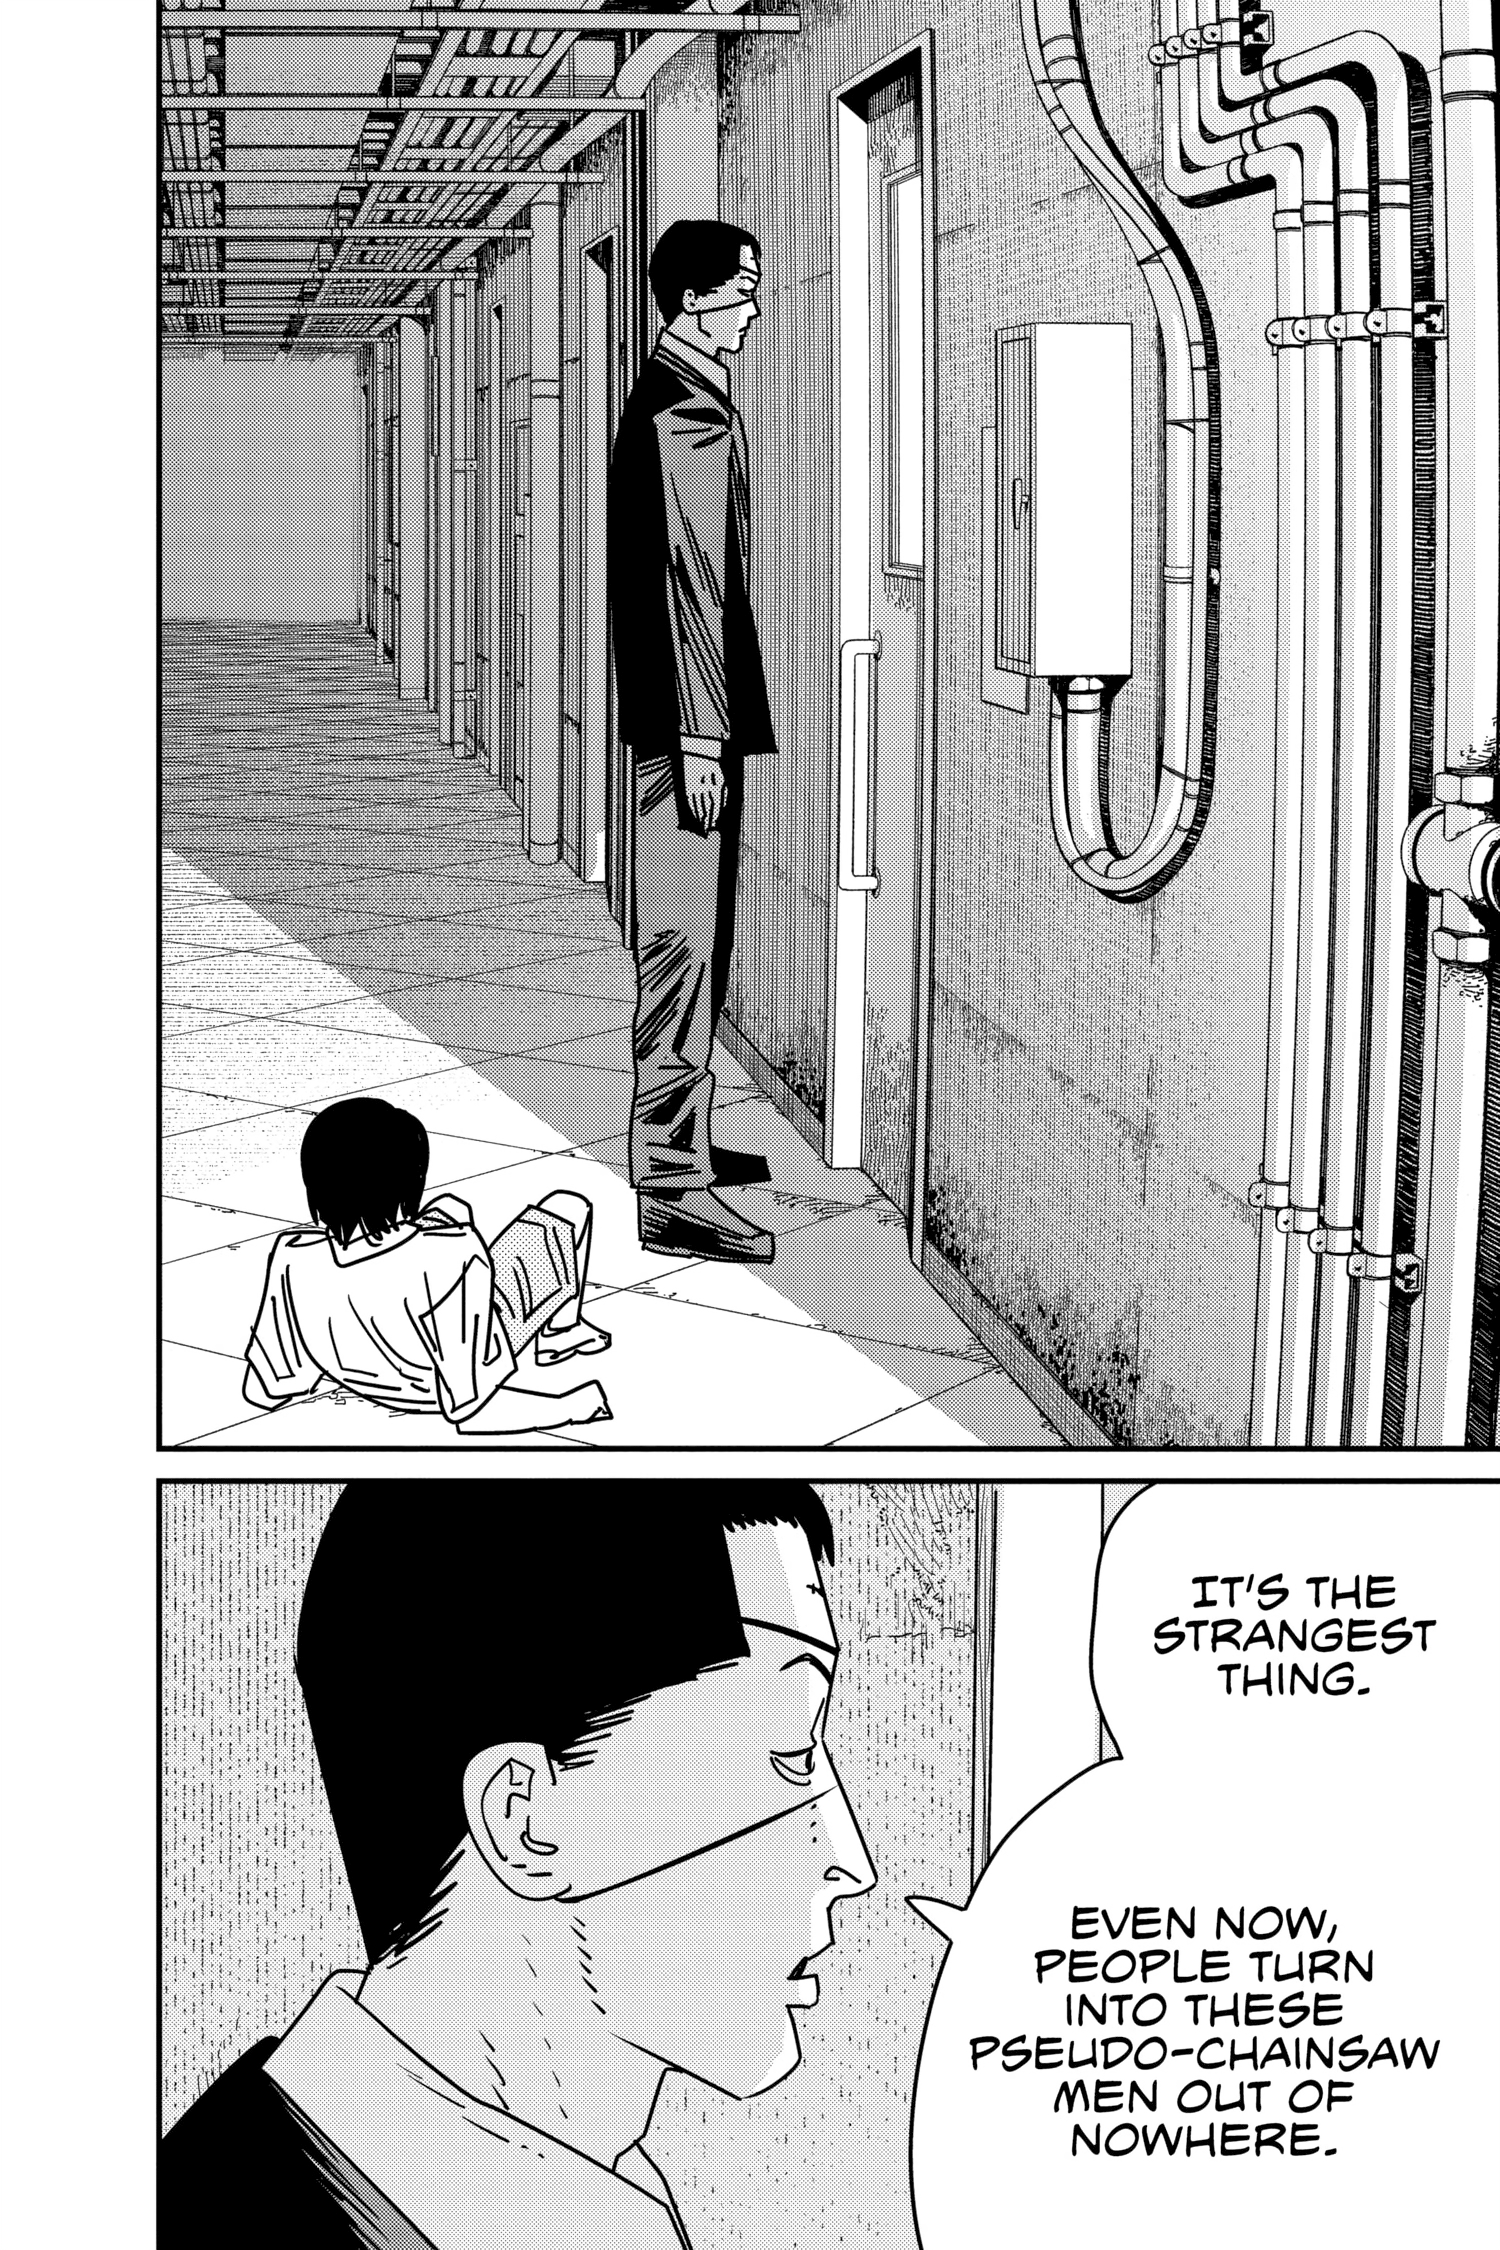 IT'S THE
STRANGEST
THING.
EVEN NOW,
PEOPLE TURN
INTO THESE
PSEUDO-CHAINSAW
MEN OUT OF
NOWHERE.